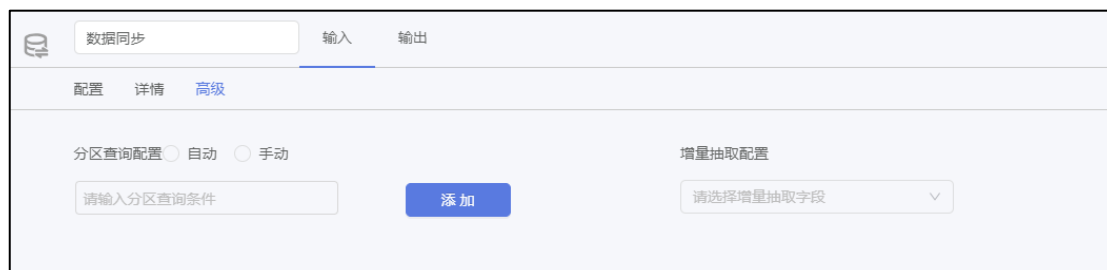 数据同步 输入 输出
配置 详情 高级
分区查询配置 自动 手动 增量抽取配置
请输入分区查询条件 添加 请选择增量抽取字段